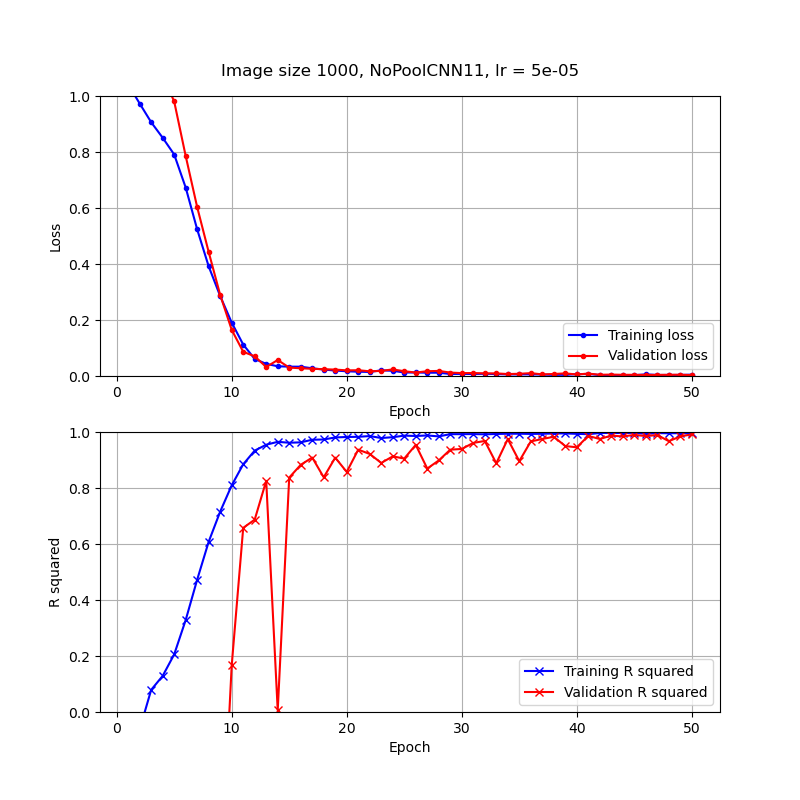 Image size 1000, NoPoolCNN11, lr = 5e-05
1.0
0.8
0.6
0.4
0.2
0.0
Loss
Training loss
Validation loss
0 10 20 30 40 50
Epoch
1.0
0.8
0.6
0.4
0.2
0.0
R squared
Training R squared
Validation R squared
0 10 20 30 40 50
Epoch